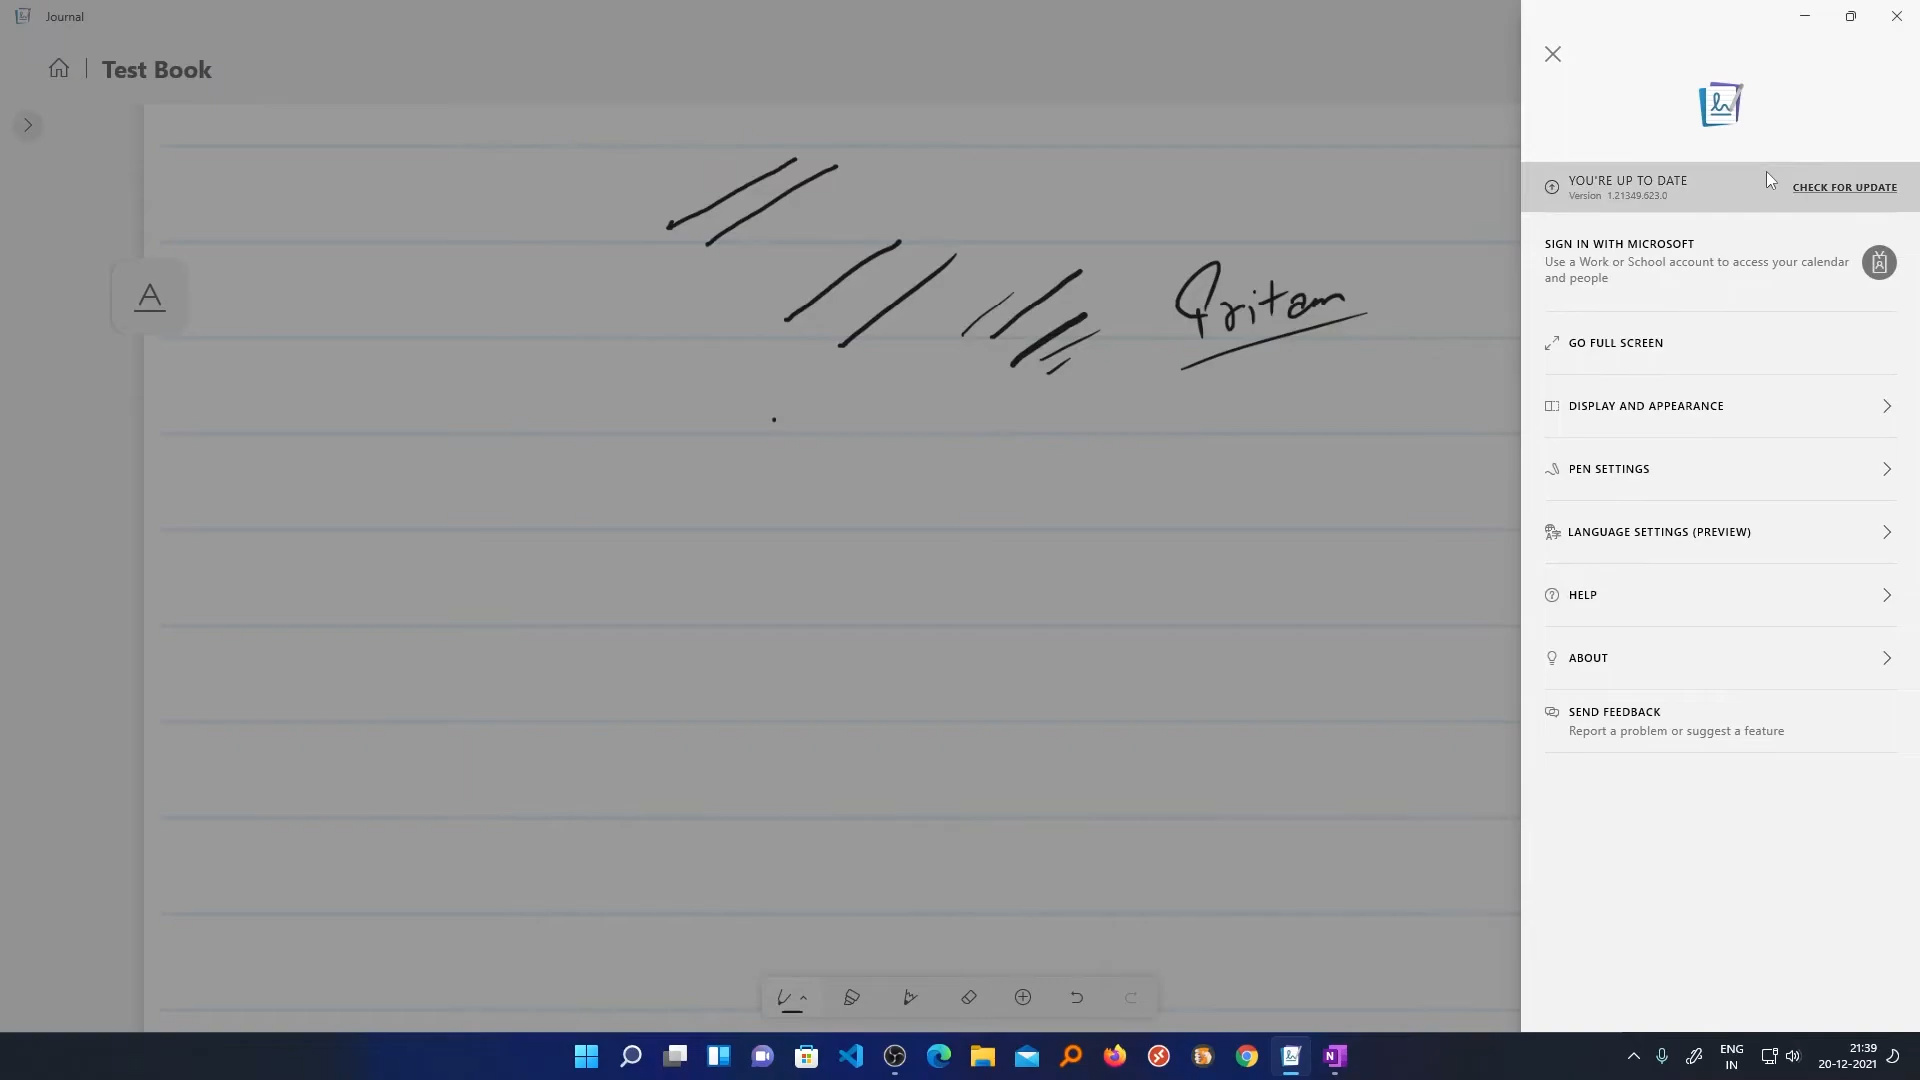 Journal
Test Book
A
Pritam
YOU'RE UP TO DATE
Version 1.21349.623.0
CHECK FOR UPDATE
SIGN IN WITH MICROSOFT
Use a Work or School account to access your calendar
and people
GO FULL SCREEN
DISPLAY AND APPEARANCE
PEN SETTINGS
LANGUAGE SETTINGS (PREVIEW)
HELP
ABOUT
SEND FEEDBACK
Report a problem or suggest a feature
ENG
IN
21:39
20-12-2021